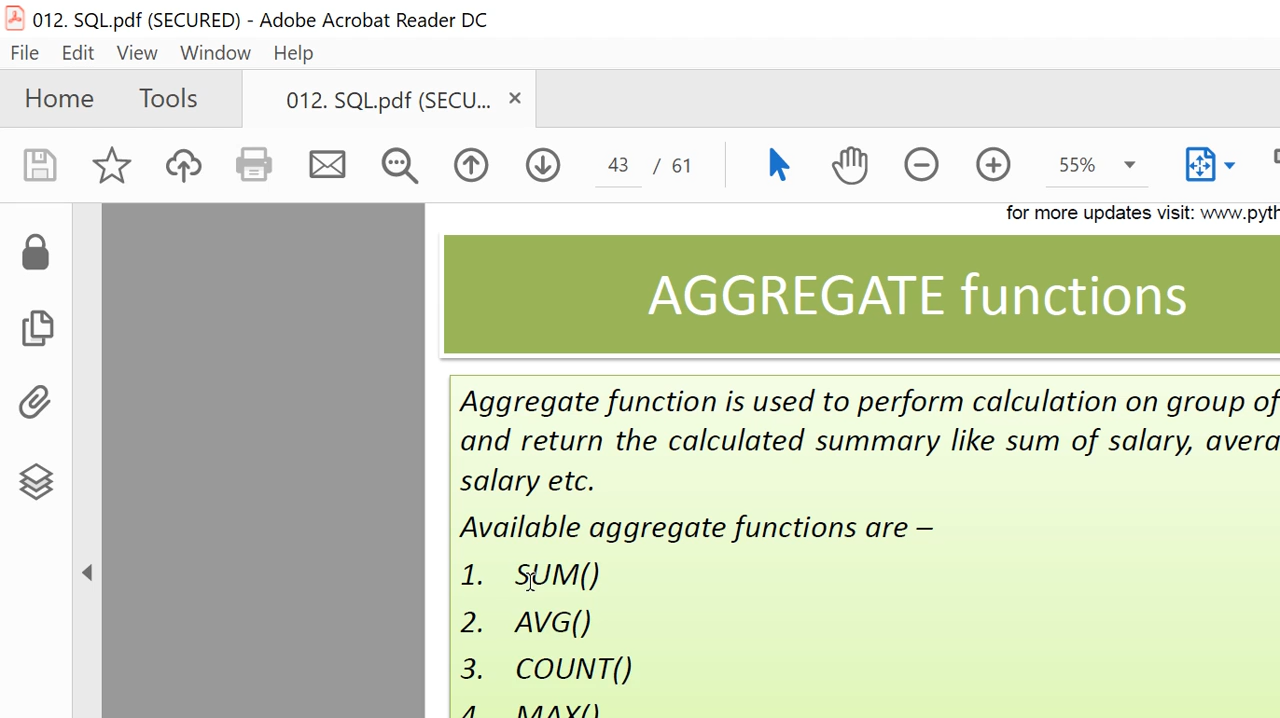 012. SQL.pdf (SECURED) - Adobe Acrobat Reader DC
File Edit View Window Help
Home Tools 012. SQL.pdf (SECU... ×
43 / 61 55%
for more updates visit: www.pyth
AGGREGATE functions
Aggregate function is used to perform calculation on group of
and return the calculated summary like sum of salary, avera
salary etc.
Available aggregate functions are –
1. SUM()
2. AVG()
3. COUNT()
4. MAX()